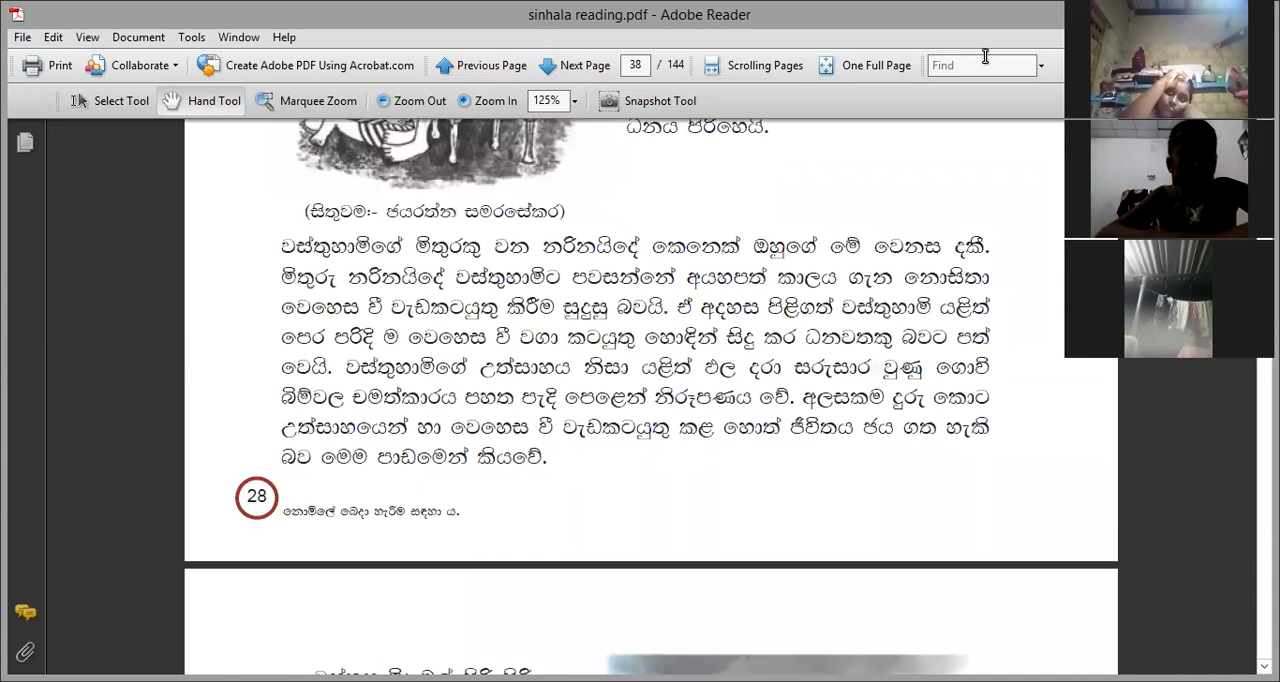 sinhala reading.pdf - Adobe Reader
File Edit View Document Tools Window Help
Print Collaborate Create Adobe PDF Using Acrobat.com Previous Page Next Page 38 / 144 Scrolling Pages One Full Page Find
Select Tool Hand Tool Marquee Zoom Zoom Out Zoom In 125% Snapshot Tool
ධනය පිරිහෙයි.
(සිතුවම:- ජයරත්න සමරසේකර)
වස්තුහාමිගේ මිතුරකු වන නරිනයිදේ කෙනෙක් ඔහුගේ මේ වෙනස දකී.
මිතුරු නරිනයිදේ වස්තුහාමිට පවසන්නේ අයහපත් කාලය ගැන නොසිතා
වෙහෙස වී වැඩකටයුතු කිරීම සුදුසු බවයි. ඒ අදහස පිළිගත් වස්තුහාමි යළිත්
පෙර පරිදි ම වෙහෙස වී වගා කටයුතු හොඳින් සිදු කර ධනවතකු බවට පත්
වෙයි. වස්තුහාමිගේ උත්සාහය නිසා යළිත් ඵල දරා සරුසාර වුණු ගොවි
බිම්වල චමත්කාරය පහත පැදි පෙළෙන් නිරූපණය වේ. අලසකම දුරු කොට
උත්සාහයෙන් හා වෙහෙස වී වැඩකටයුතු කළ හොත් ජීවිතය ජය ගත හැකි
බව මෙම පාඩමෙන් කියවේ.
28
නොමිලේ බෙදා හැරීම සඳහා ය.